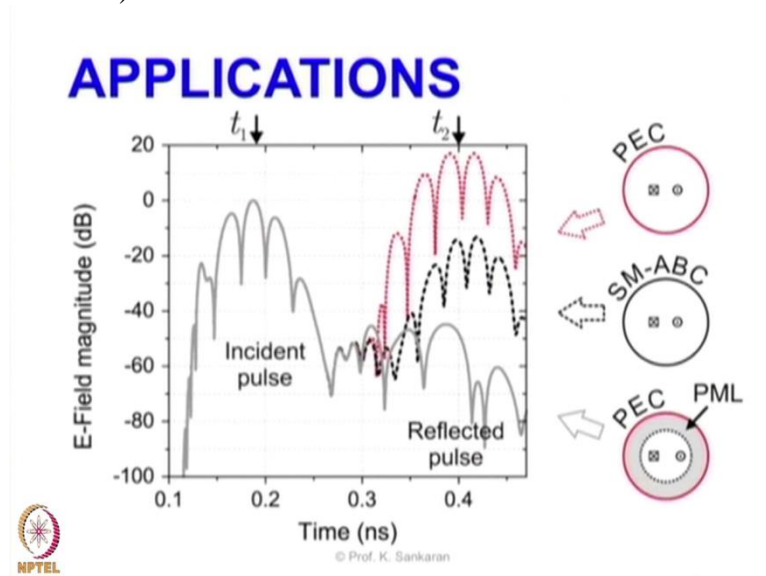 )
APPLICATIONS
t1 t2
20
0
-20
-40
-60
-80
-100
E-Field magnitude (dB)
Incident
pulse
Reflected
pulse
0.1 0.2 0.3 0.4
Time (ns)
PEC
SM-ABC
PEC PML
© Prof. K. Sankaran
NPTEL